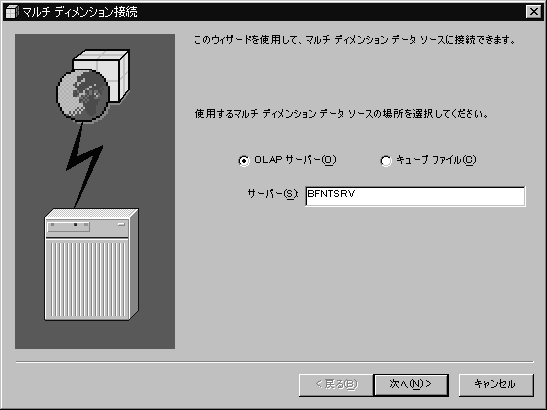 マルチ ディメンション接続
このウィザードを使用して、マルチ ディメンション データ ソースに接続できます。
使用するマルチ ディメンション データ ソースの場所を選択してください。
OLAP サーバー(O)
キューブ ファイル(C)
サーバー(S):
BFNTSRV
< 戻る(B)
次へ(N) >
キャンセル